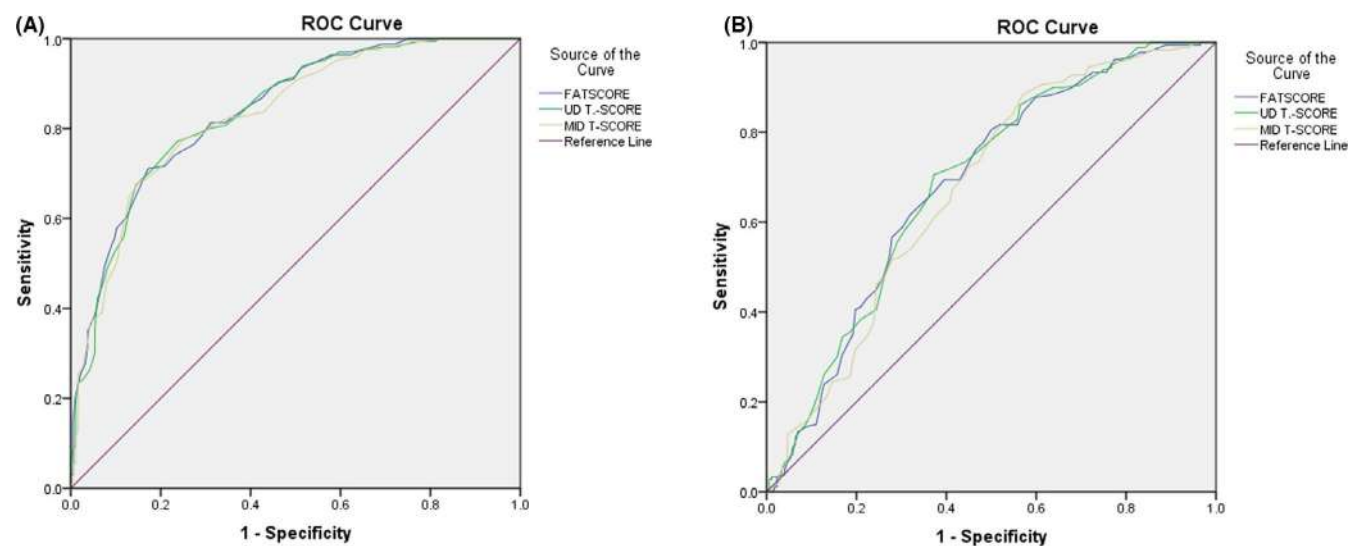 (A)
ROC Curve
Source of the
Curve
FATSCORE
UD T.-SCORE
MID T-SCORE
Reference Line
1.0
0.8
0.6
0.4
0.2
0.0
Sensitivity
0.0 0.2 0.4 0.6 0.8 1.0
1 - Specificity
(B)
ROC Curve
Source of the
Curve
FATSCORE
UD T.-SCORE
MID T-SCORE
Reference Line
1.0
0.8
0.6
0.4
0.2
0.0
Sensitivity
0.0 0.2 0.4 0.6 0.8 1.0
1 - Specificity